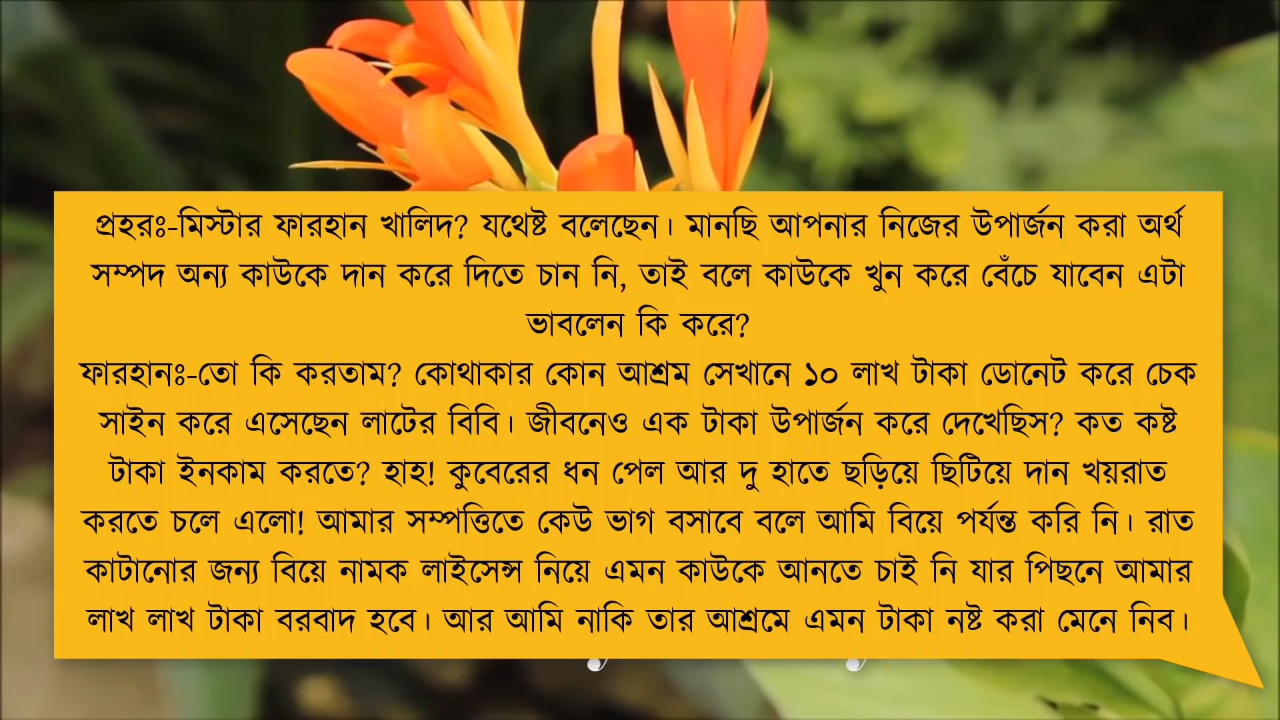 প্রহরঃ-মিস্টার ফারহান খালিদ? যথেষ্ট বলেছেন। মানছি আপনার নিজের উপার্জন করা অর্থ
সম্পদ অন্য কাউকে দান করে দিতে চান নি, তাই বলে কাউকে খুন করে বেঁচে যাবেন এটা
ভাবলেন কি করে?
ফারহানঃ-তো কি করতাম? কোথাকার কোন আশ্রম সেখানে ১০ লাখ টাকা ডোনেট করে চেক
সাইন করে এসেছেন লাটের বিবি। জীবনেও এক টাকা উপার্জন করে দেখেছিস? কত কষ্ট
টাকা ইনকাম করতে? হাহ! কুবেরের ধন পেল আর দু হাতে ছড়িয়ে ছিটিয়ে দান খয়রাত
করতে চলে এলো! আমার সম্পত্তিতে কেউ ভাগ বসাবে বলে আমি বিয়ে পর্যন্ত করি নি। রাত
কাটানোর জন্য বিয়ে নামক লাইসেন্স নিয়ে এমন কাউকে আনতে চাই নি যার পিছনে আমার
লাখ লাখ টাকা বরবাদ হবে। আর আমি নাকি তার আশ্রমে এমন টাকা নষ্ট করা মেনে নিব।